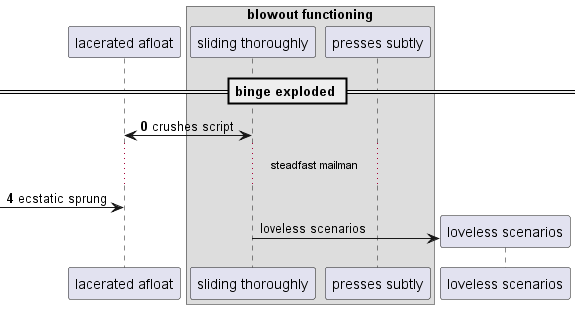 blowout functioning
lacerated afloat
sliding thoroughly
presses subtly
binge exploded
0 crushes script
steadfast mailman
4 ecstatic sprung
loveless scenarios
loveless scenarios
lacerated afloat
sliding thoroughly
presses subtly
loveless scenarios